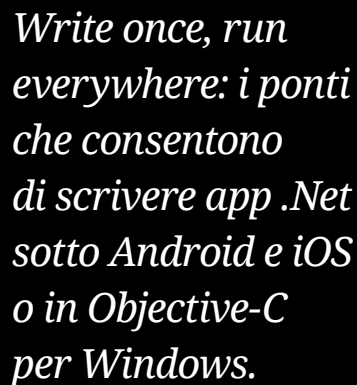 Write once, run
everywhere: i ponti
che consentono
di scrivere app .Net
sotto Android e iOS
o in Objective-C
per Windows.